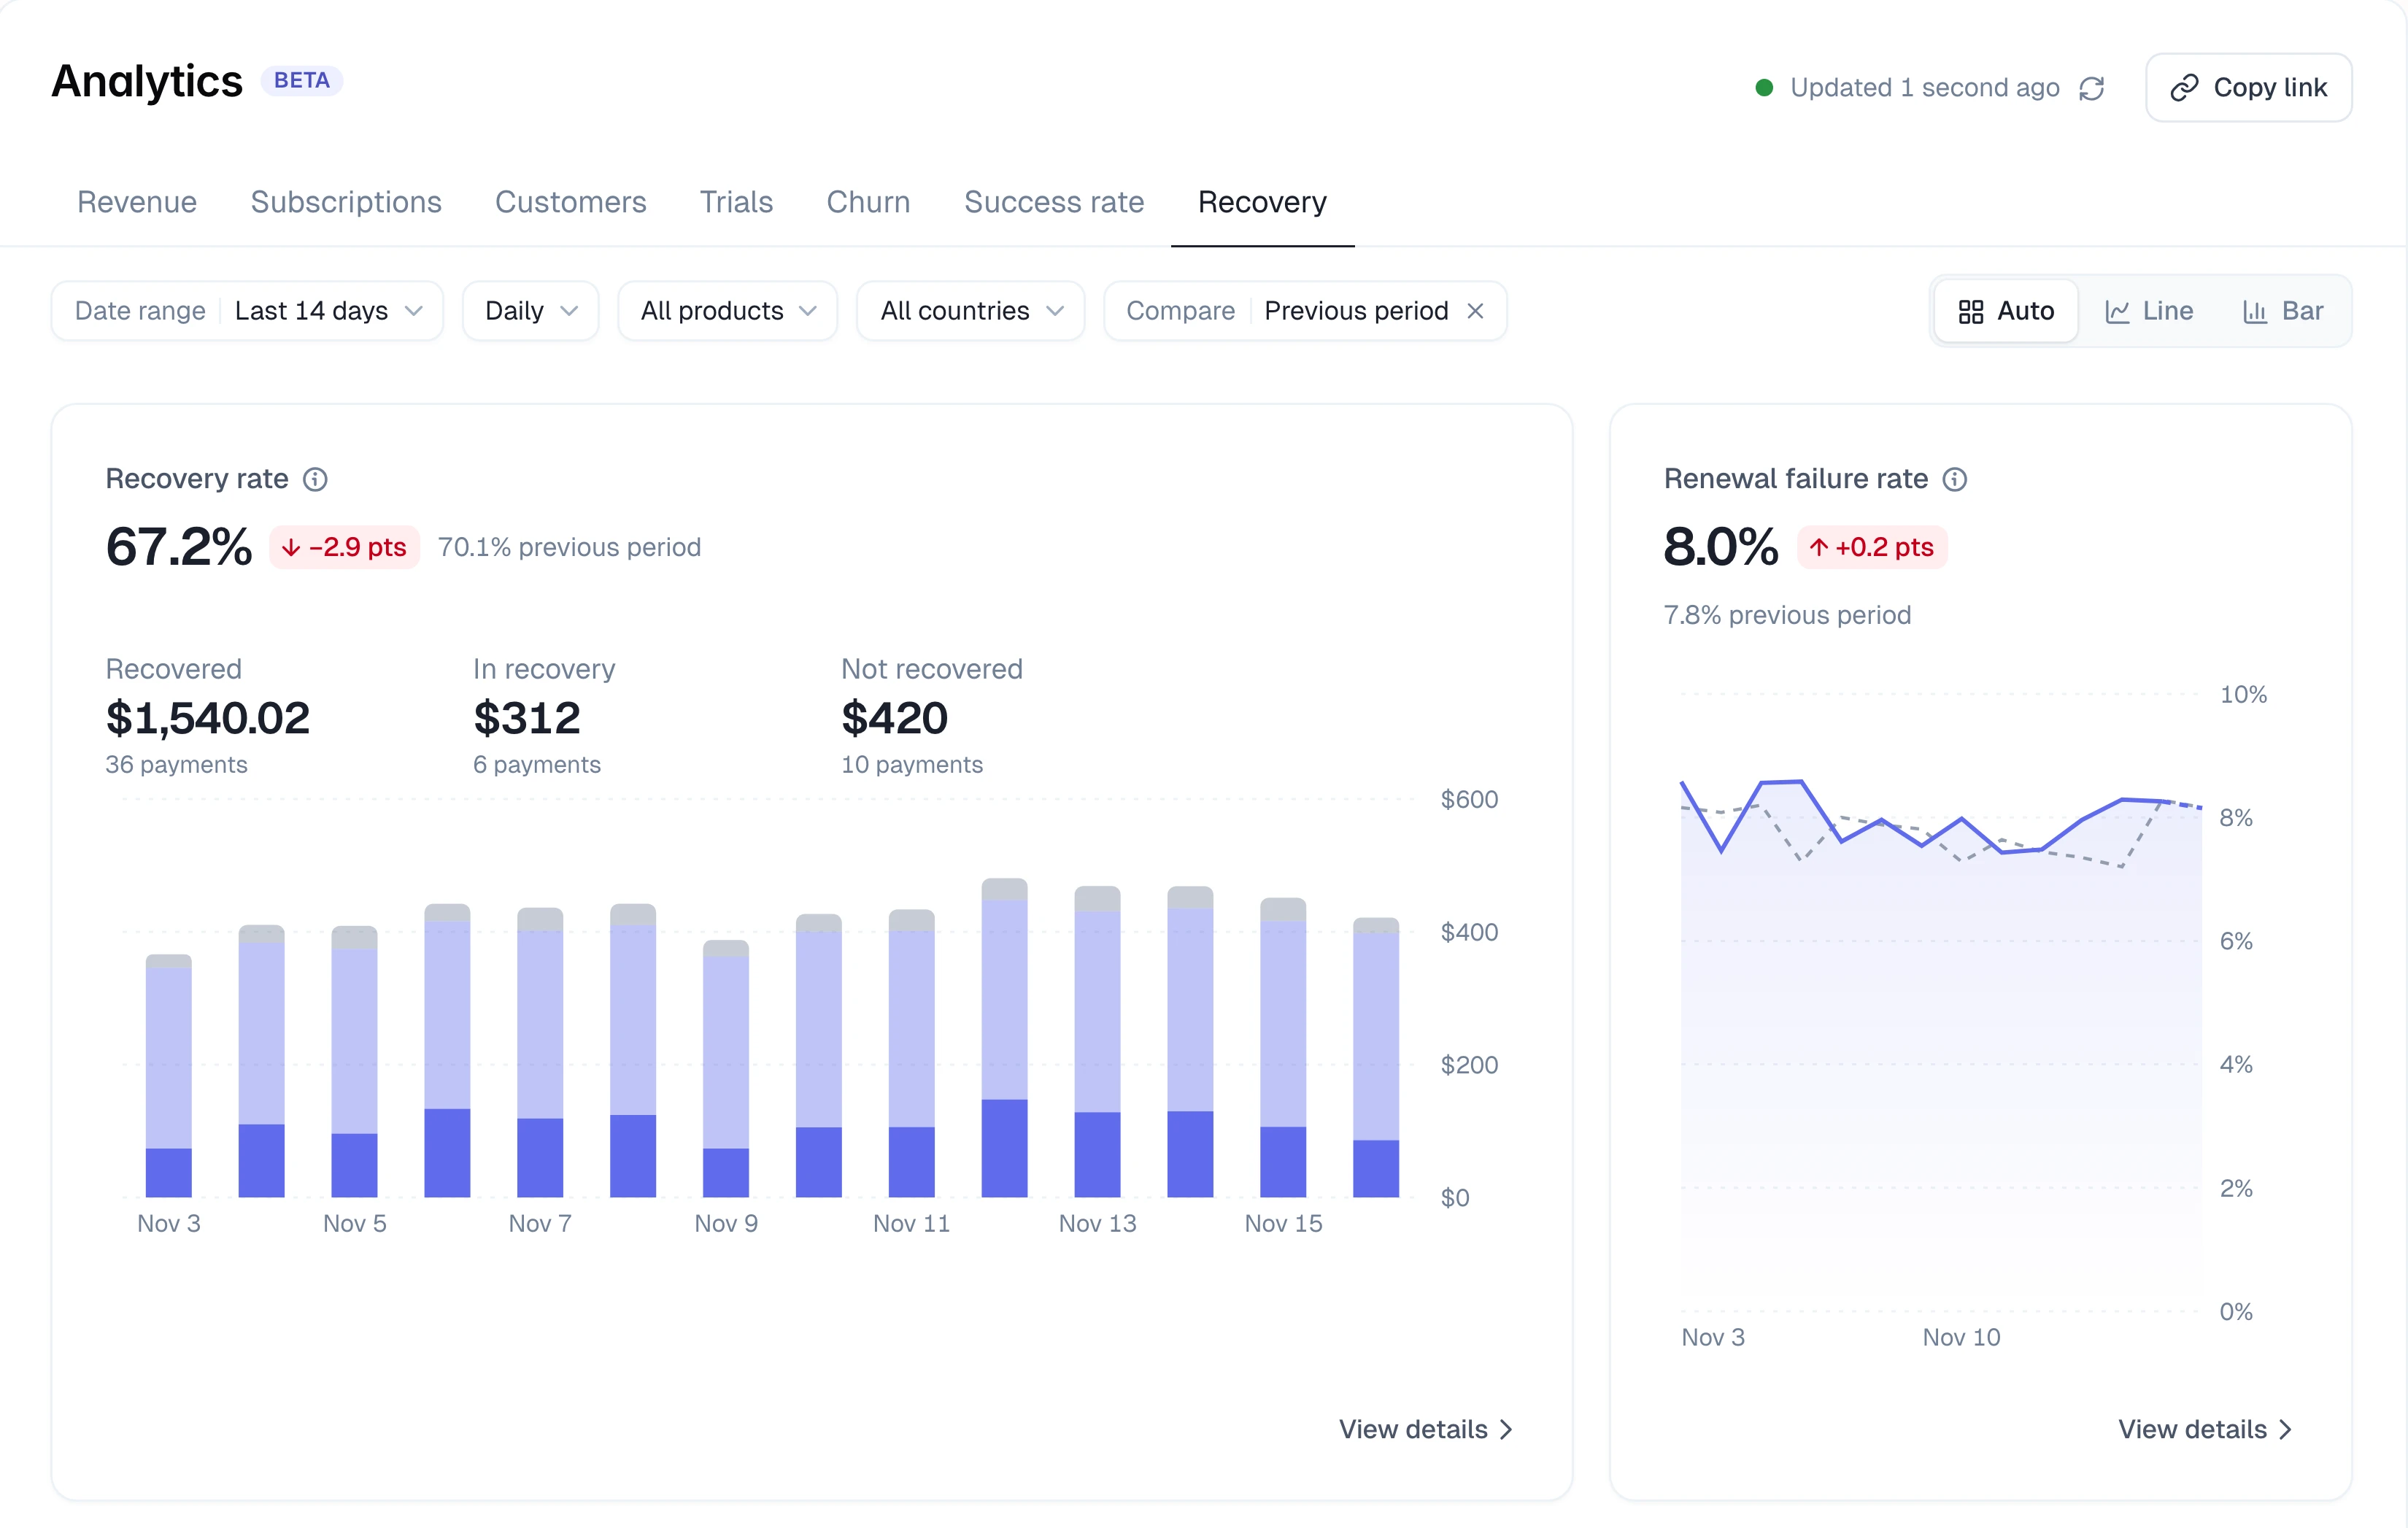 Analytics BETA
Updated 1 second ago
Copy link
Revenue Subscriptions Customers Trials Churn Success rate Recovery
Date range Last 14 days Daily All products All countries Compare Previous period
Auto Line Bar
Recovery rate
67.2% −2.9 pts 70.1% previous period
Recovered In recovery Not recovered
$1,540.02 $312 $420
36 payments 6 payments 10 payments
$600
$400
$200
$0
Nov 3 Nov 5 Nov 7 Nov 9 Nov 11 Nov 13 Nov 15
View details
Renewal failure rate
8.0% +0.2 pts
7.8% previous period
10%
8%
6%
4%
2%
0%
Nov 3 Nov 10
View details